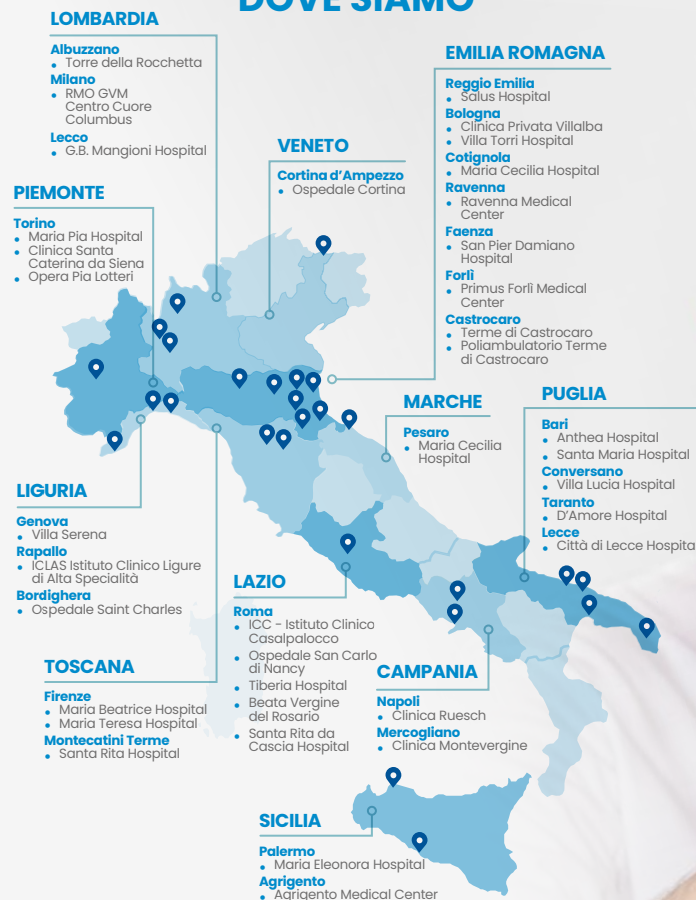 DOVE SIAMO
LOMBARDIA
Albuzzano
• Torre della Rocchetta
Milano
• RMO GVM
Centro Cuore
Columbus
Lecco
• G.B. Mangioni Hospital
EMILIA ROMAGNA
Reggio Emilia
• Salus Hospital
Bologna
• Clinica Privata Villalba
• Villa Torri Hospital
Cotignola
• Maria Cecilia Hospital
Ravenna
• Ravenna Medical
Center
Faenza
• San Pier Damiano
Hospital
Forlì
• Primus Forlì Medical
Center
Castrocaro
• Terme di Castrocaro
• Poliambulatorio Terme
di Castrocaro
VENETO
Cortina d'Ampezzo
• Ospedale Cortina
PIEMONTE
Torino
• Maria Pia Hospital
• Clinica Santa
Caterina da Siena
• Opera Pia Lotteri
MARCHE
Pesaro
• Maria Cecilia
Hospital
PUGLIA
Bari
• Anthea Hospital
• Santa Maria Hospital
Conversano
• Villa Lucia Hospital
Taranto
• D'Amore Hospital
Lecce
• Città di Lecce Hospita
LIGURIA
Genova
• Villa Serena
Rapallo
• ICLAS Istituto Clinico Ligure
di Alta Specialità
Bordighera
• Ospedale Saint Charles
LAZIO
Roma
• ICC - Istituto Clinico
Casalpalocco
• Ospedale San Carlo
di Nancy
• Tiberia Hospital
• Beata Vergine
del Rosario
• Santa Rita da
Cascia Hospital
TOSCANA
Firenze
• Maria Beatrice Hospital
• Maria Teresa Hospital
Montecatini Terme
• Santa Rita Hospital
CAMPANIA
Napoli
• Clinica Ruesch
Mercogliano
• Clinica Montevergine
SICILIA
Palermo
• Maria Eleonora Hospital
Agrigento
• Agrigento Medical Center